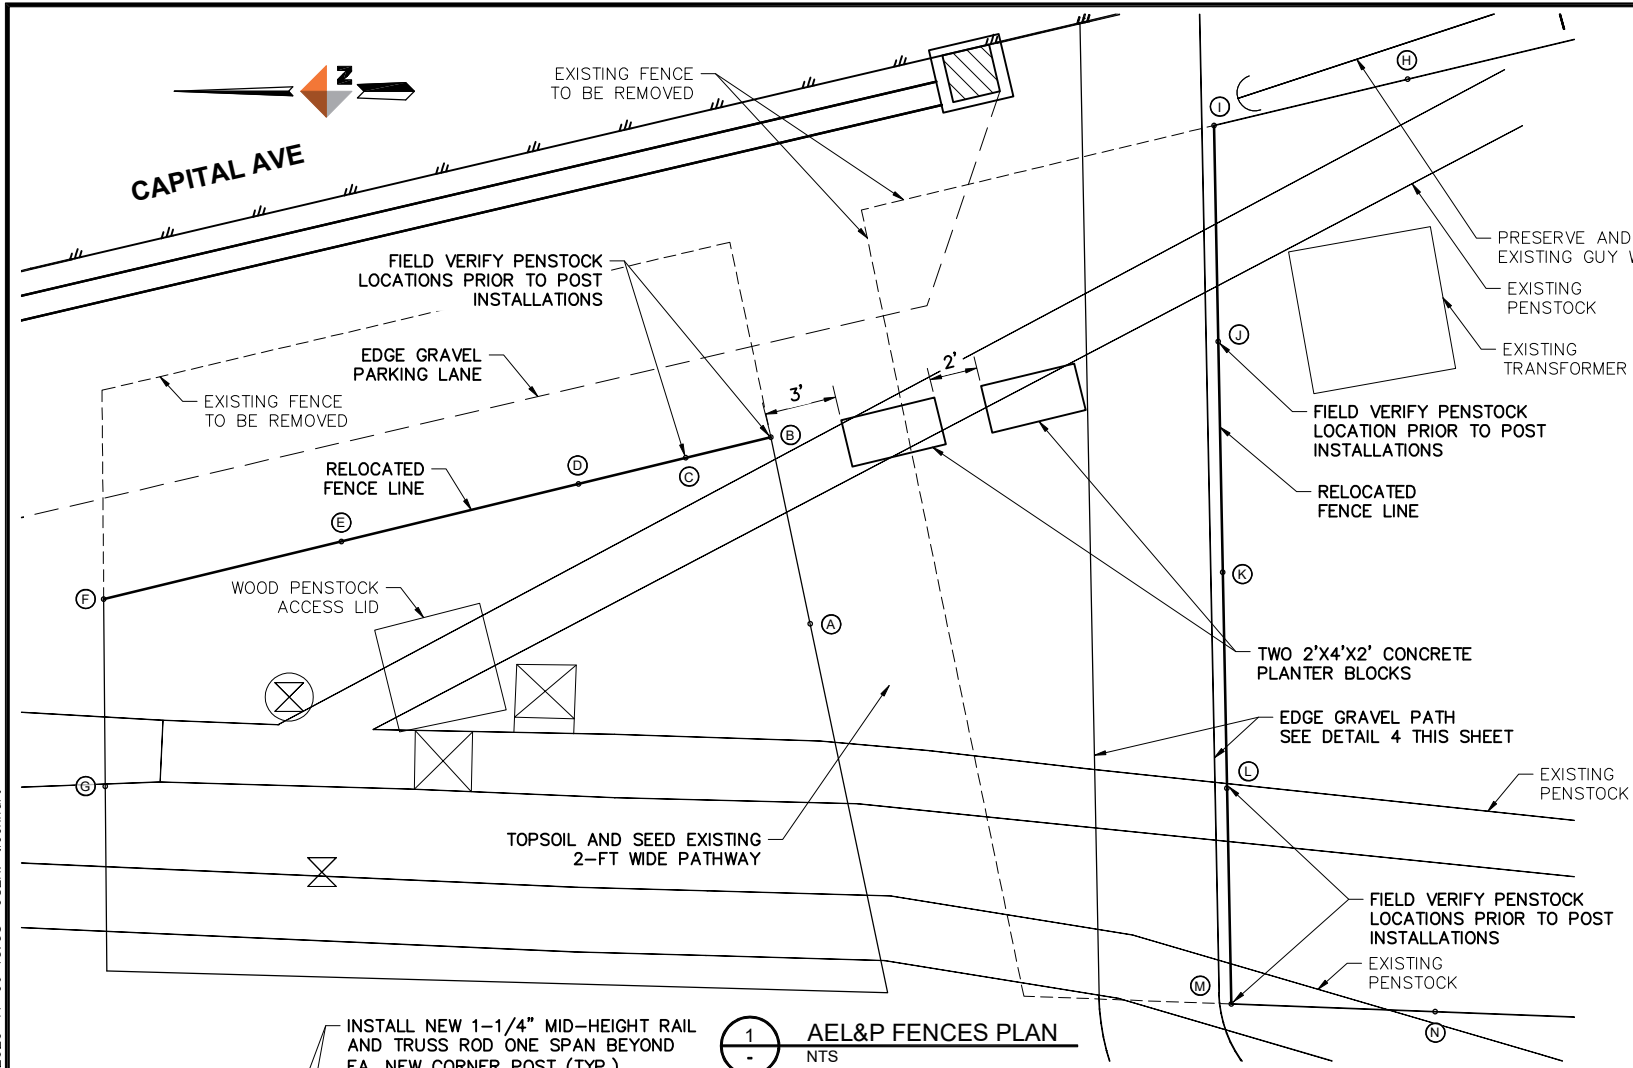 N
CAPITAL AVE
EXISTING FENCE
TO BE REMOVED
H
I
FIELD VERIFY PENSTOCK
LOCATIONS PRIOR TO POST
INSTALLATIONS
PRESERVE AND
EXISTING GUY
EXISTING
PENSTOCK
EDGE GRAVEL
PARKING LANE
2'
J
EXISTING
TRANSFORMER
3'
EXISTING FENCE
TO BE REMOVED
FIELD VERIFY PENSTOCK
LOCATION PRIOR TO POST
INSTALLATIONS
B
RELOCATED
FENCE LINE
D
C
RELOCATED
FENCE LINE
E
K
WOOD PENSTOCK
ACCESS LID
F
A
TWO 2'X4'X2' CONCRETE
PLANTER BLOCKS
EDGE GRAVEL PATH
SEE DETAIL 4 THIS SHEET
L
G
EXISTING
PENSTOCK
TOPSOIL AND SEED EXISTING
2-FT WIDE PATHWAY
FIELD VERIFY PENSTOCK
LOCATIONS PRIOR TO POST
INSTALLATIONS
EXISTING
PENSTOCK
M
N
INSTALL NEW 1-1/4" MID-HEIGHT RAIL
AND TRUSS ROD ONE SPAN BEYOND
EA. NEW CORNER POST (TYP.)
1
-
AEL&P FENCES PLAN
NTS